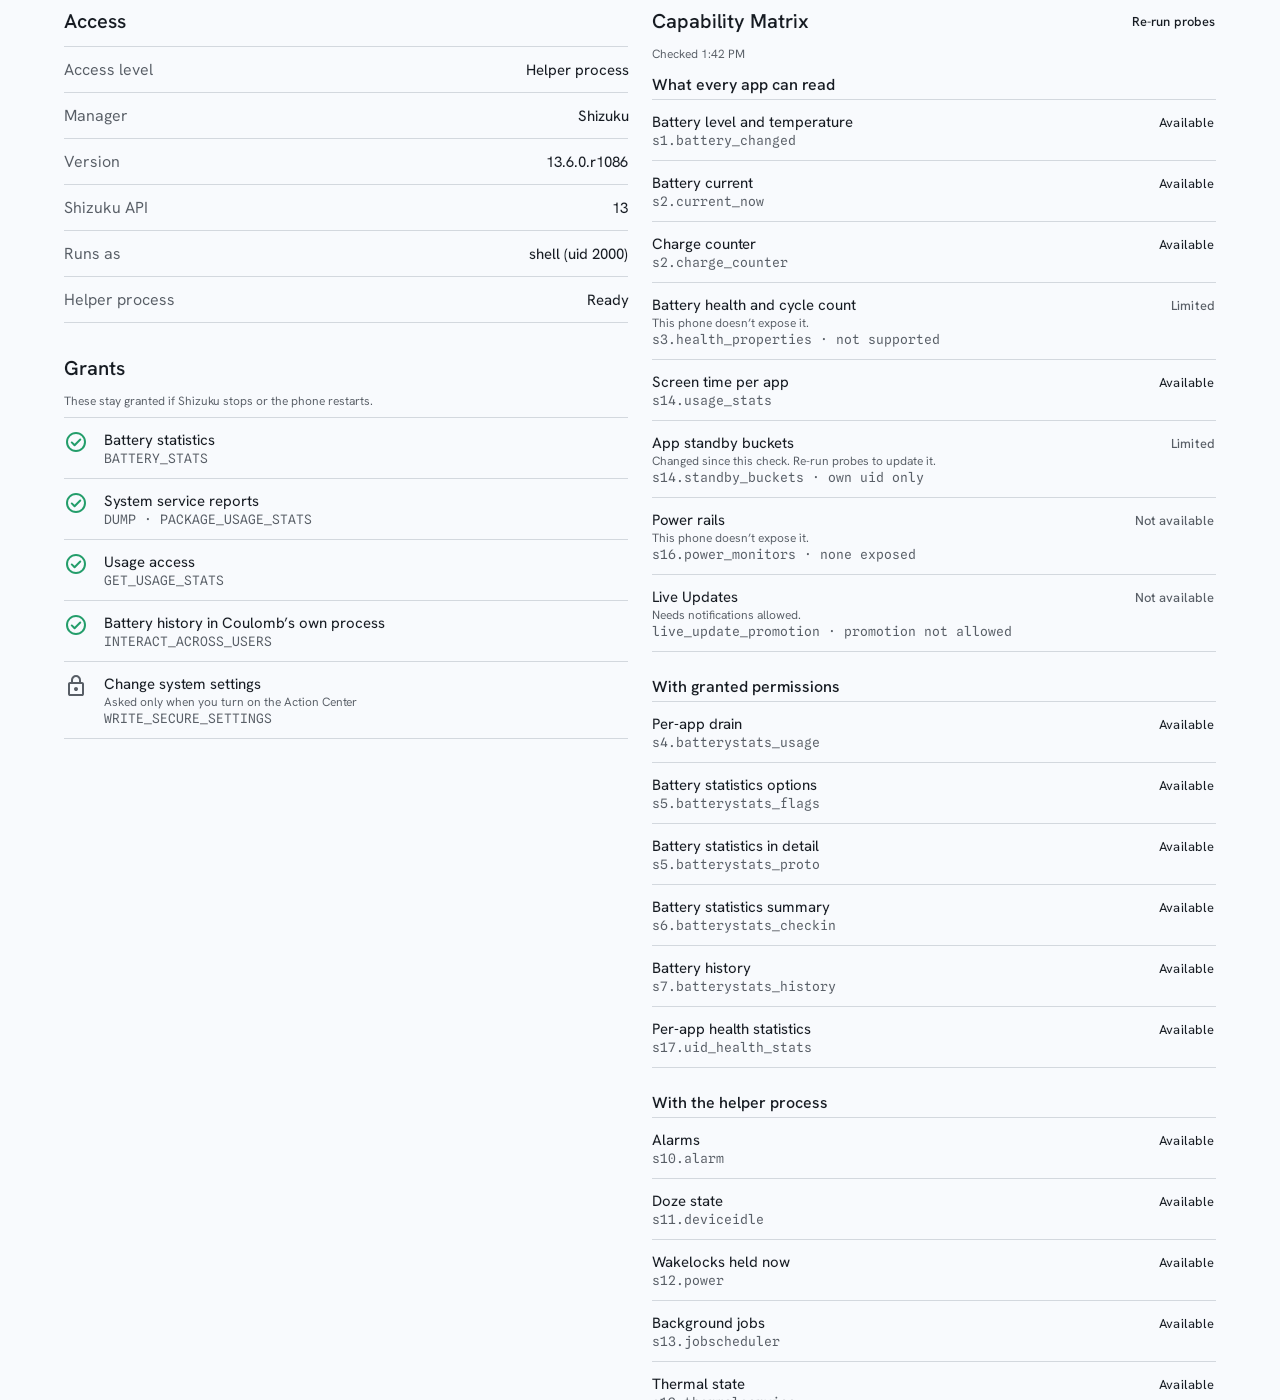 Access
Access level
Helper process
Manager
Shizuku
Version
13.6.0.r1086
Shizuku API
13
Runs as
shell (uid 2000)
Helper process
Ready
Grants
These stay granted if Shizuku stops or the phone restarts.
Battery statistics
BATTERY_STATS
System service reports
DUMP · PACKAGE_USAGE_STATS
Usage access
GET_USAGE_STATS
Battery history in Coulomb’s own process
INTERACT_ACROSS_USERS
Change system settings
Asked only when you turn on the Action Center
WRITE_SECURE_SETTINGS
Capability Matrix
Re-run probes
Checked 1:42 PM
What every app can read
Battery level and temperature
Available
s1.battery_changed
Battery current
Available
s2.current_now
Charge counter
Available
s2.charge_counter
Battery health and cycle count
Limited
This phone doesn’t expose it.
s3.health_properties · not supported
Screen time per app
Available
s14.usage_stats
App standby buckets
Limited
Changed since this check. Re-run probes to update it.
s14.standby_buckets · own uid only
Power rails
Not available
This phone doesn’t expose it.
s16.power_monitors · none exposed
Live Updates
Not available
Needs notifications allowed.
live_update_promotion · promotion not allowed
With granted permissions
Per-app drain
Available
s4.batterystats_usage
Battery statistics options
Available
s5.batterystats_flags
Battery statistics in detail
Available
s5.batterystats_proto
Battery statistics summary
Available
s6.batterystats_checkin
Battery history
Available
s7.batterystats_history
Per-app health statistics
Available
s17.uid_health_stats
With the helper process
Alarms
Available
s10.alarm
Doze state
Available
s11.deviceidle
Wakelocks held now
Available
s12.power
Background jobs
Available
s13.jobscheduler
Thermal state
Available